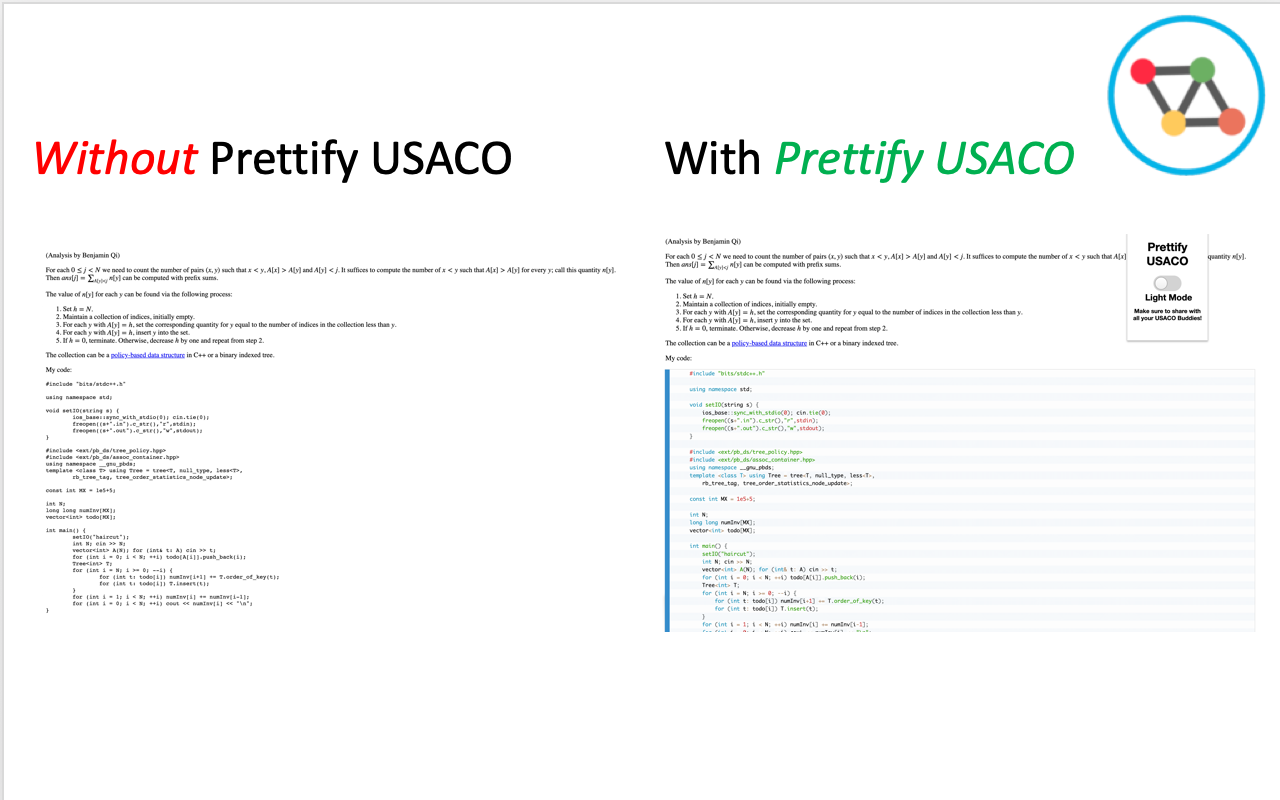 Without Prettify USACO
(Analysis by Benjamin Qi)
For each 0 ≤ j < N we need to count the number of pairs (x, y) such that x < y, A[x] > A[y] and A[y] < j. It suffices to compute the number of x < y such that A[x] > A[y] for every y; call this quantity n[y].
Then ans[j] = ∑A[y]<j n[y] can be computed with prefix sums.
The value of n[y] for each y can be found via the following process:
1. Set h = N.
2. Maintain a collection of indices, initially empty.
3. For each y with A[y] = h, set the corresponding quantity for y equal to the number of indices in the collection less than y.
4. For each y with A[y] = h, insert y into the set.
5. If h = 0, terminate. Otherwise, decrease h by one and repeat from step 2.
The collection can be a policy-based data structure in C++ or a binary indexed tree.
My code:
#include "bits/stdc++.h"
using namespace std;
void setIO(string s) {
ios_base::sync_with_stdio(0); cin.tie(0);
freopen((s+".in").c_str(),"r",stdin);
freopen((s+".out").c_str(),"w",stdout);
}
#include <ext/pb_ds/tree_policy.hpp>
#include <ext/pb_ds/assoc_container.hpp>
using namespace __gnu_pbds;
template <class T> using Tree = tree<T, null_type, less<T>,
rb_tree_tag, tree_order_statistics_node_update>;
const int MX = 1e5+5;
int N;
long long numInv[MX];
vector<int> todo[MX];
int main() {
setIO("haircut");
int N; cin >> N;
vector<int> A(N); for (int& t: A) cin >> t;
for (int i = 0; i < N; ++i) todo[A[i]].push_back(i);
Tree<int> T;
for (int i = N; i >= 0; --i) {
for (int t: todo[i]) numInv[i+1] += T.order_of_key(t);
for (int t: todo[i]) T.insert(t);
}
for (int i = 1; i < N; ++i) numInv[i] += numInv[i-1];
for (int i = 0; i < N; ++i) cout << numInv[i] << "\n";
}
With Prettify USACO
(Analysis by Benjamin Qi)
For each 0 ≤ j < N we need to count the number of pairs (x, y) such that x < y, A[x] > A[y] and A[y] < j. It suffices to compute the number of x < y such that A[x] quantity n[y].
Then ans[j] = ∑A[y]<j n[y] can be computed with prefix sums.
The value of n[y] for each y can be found via the following process:
1. Set h = N.
2. Maintain a collection of indices, initially empty.
3. For each y with A[y] = h, set the corresponding quantity for y equal to the number of indices in the collection less than y.
4. For each y with A[y] = h, insert y into the set.
5. If h = 0, terminate. Otherwise, decrease h by one and repeat from step 2.
The collection can be a policy-based data structure in C++ or a binary indexed tree.
My code:
#include "bits/stdc++.h"
using namespace std;
void setIO(string s) {
ios_base::sync_with_stdio(0); cin.tie(0);
freopen((s+".in").c_str(),"r",stdin);
freopen((s+".out").c_str(),"w",stdout);
}
#include <ext/pb_ds/tree_policy.hpp>
#include <ext/pb_ds/assoc_container.hpp>
using namespace __gnu_pbds;
template <class T> using Tree = tree<T, null_type, less<T>,
rb_tree_tag, tree_order_statistics_node_update>;
const int MX = 1e5+5;
int N;
long long numInv[MX];
vector<int> todo[MX];
int main() {
setIO("haircut");
int N; cin >> N;
vector<int> A(N); for (int& t: A) cin >> t;
for (int i = 0; i < N; ++i) todo[A[i]].push_back(i);
Tree<int> T;
for (int i = N; i >= 0; --i) {
for (int t: todo[i]) numInv[i+1] += T.order_of_key(t);
for (int t: todo[i]) T.insert(t);
}
for (int i = 1; i < N; ++i) numInv[i] += numInv[i-1];
Prettify
USACO
Light Mode
Make sure to share with
all your USACO Buddies!